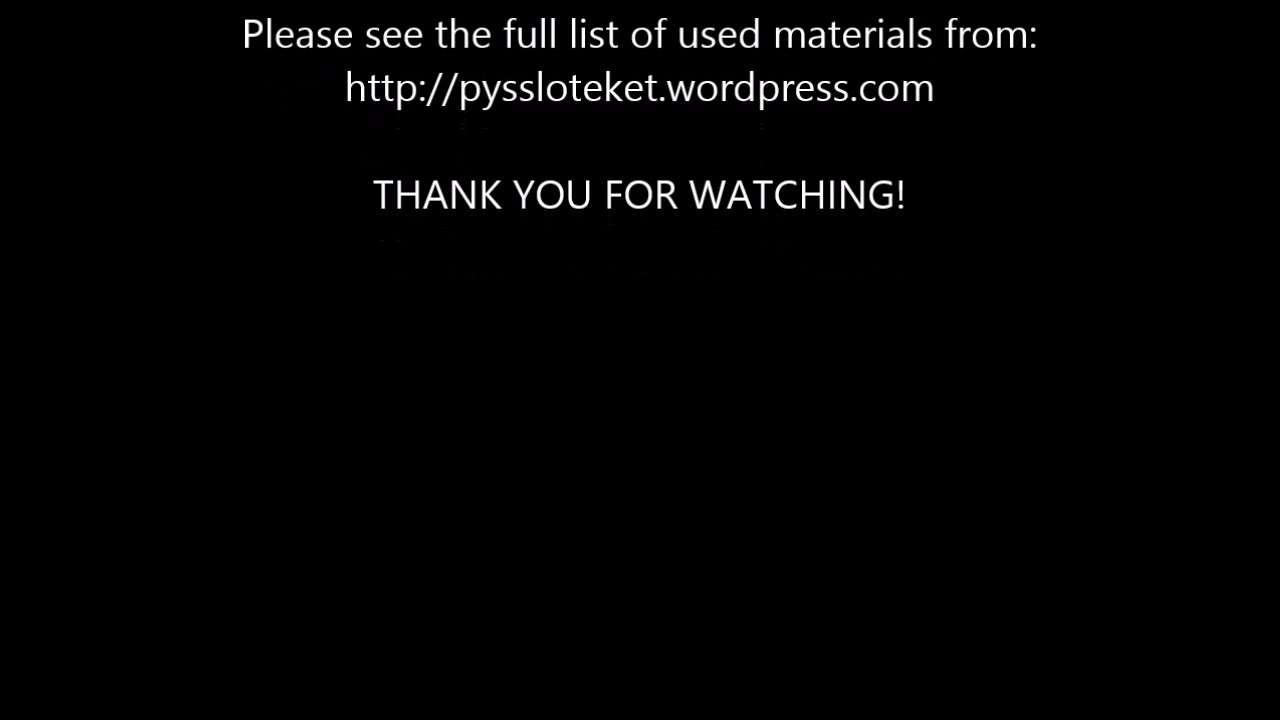 Please see the full list of used materials from:
http://pyssloteket.wordpress.com
THANK YOU FOR WATCHING!